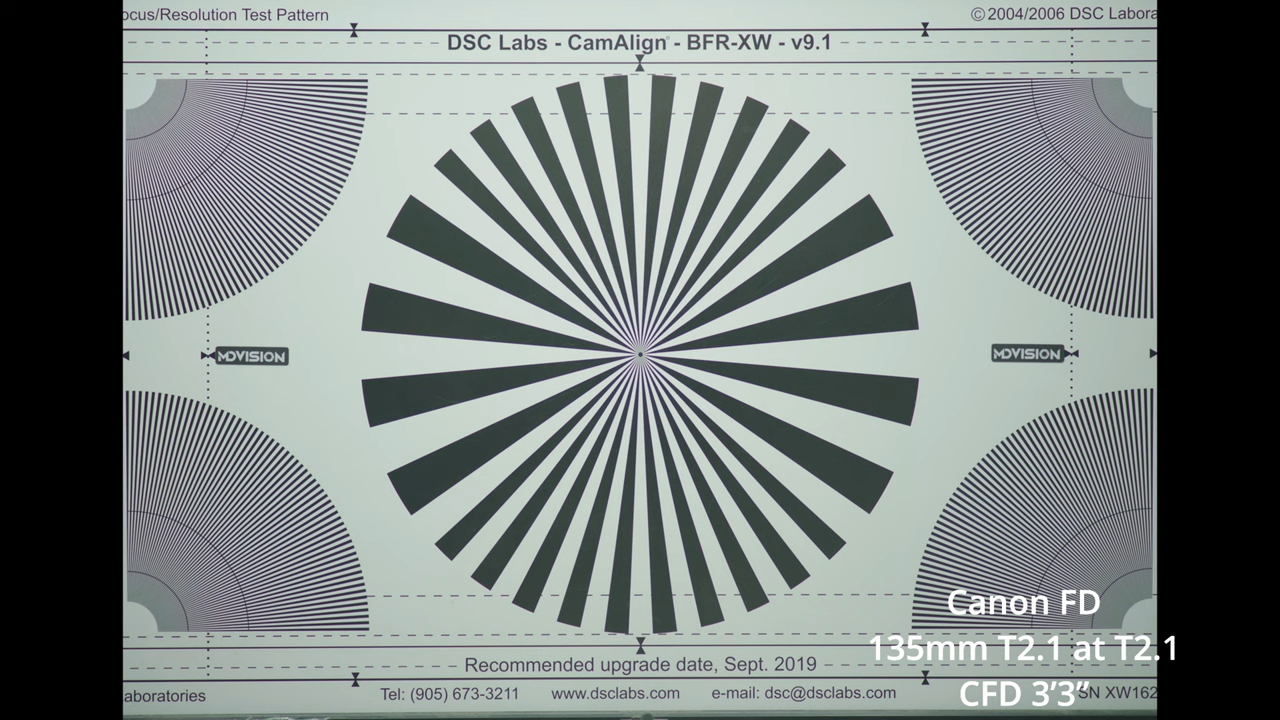 ocus/Resolution Test Pattern
©2004/2006 DSC Labora
DSC Labs - CamAlign - BFR-XW - v9.1
MDVISION
MDVISION
Canon FD
135mm T2.1 at T2.1
Recommended upgrade date, Sept. 2019
CFD 3’3”
aboratories
Tel: (905) 673-3211
www.dsclabs.com
e-mail: dsc@dsclabs.com
SN XW162